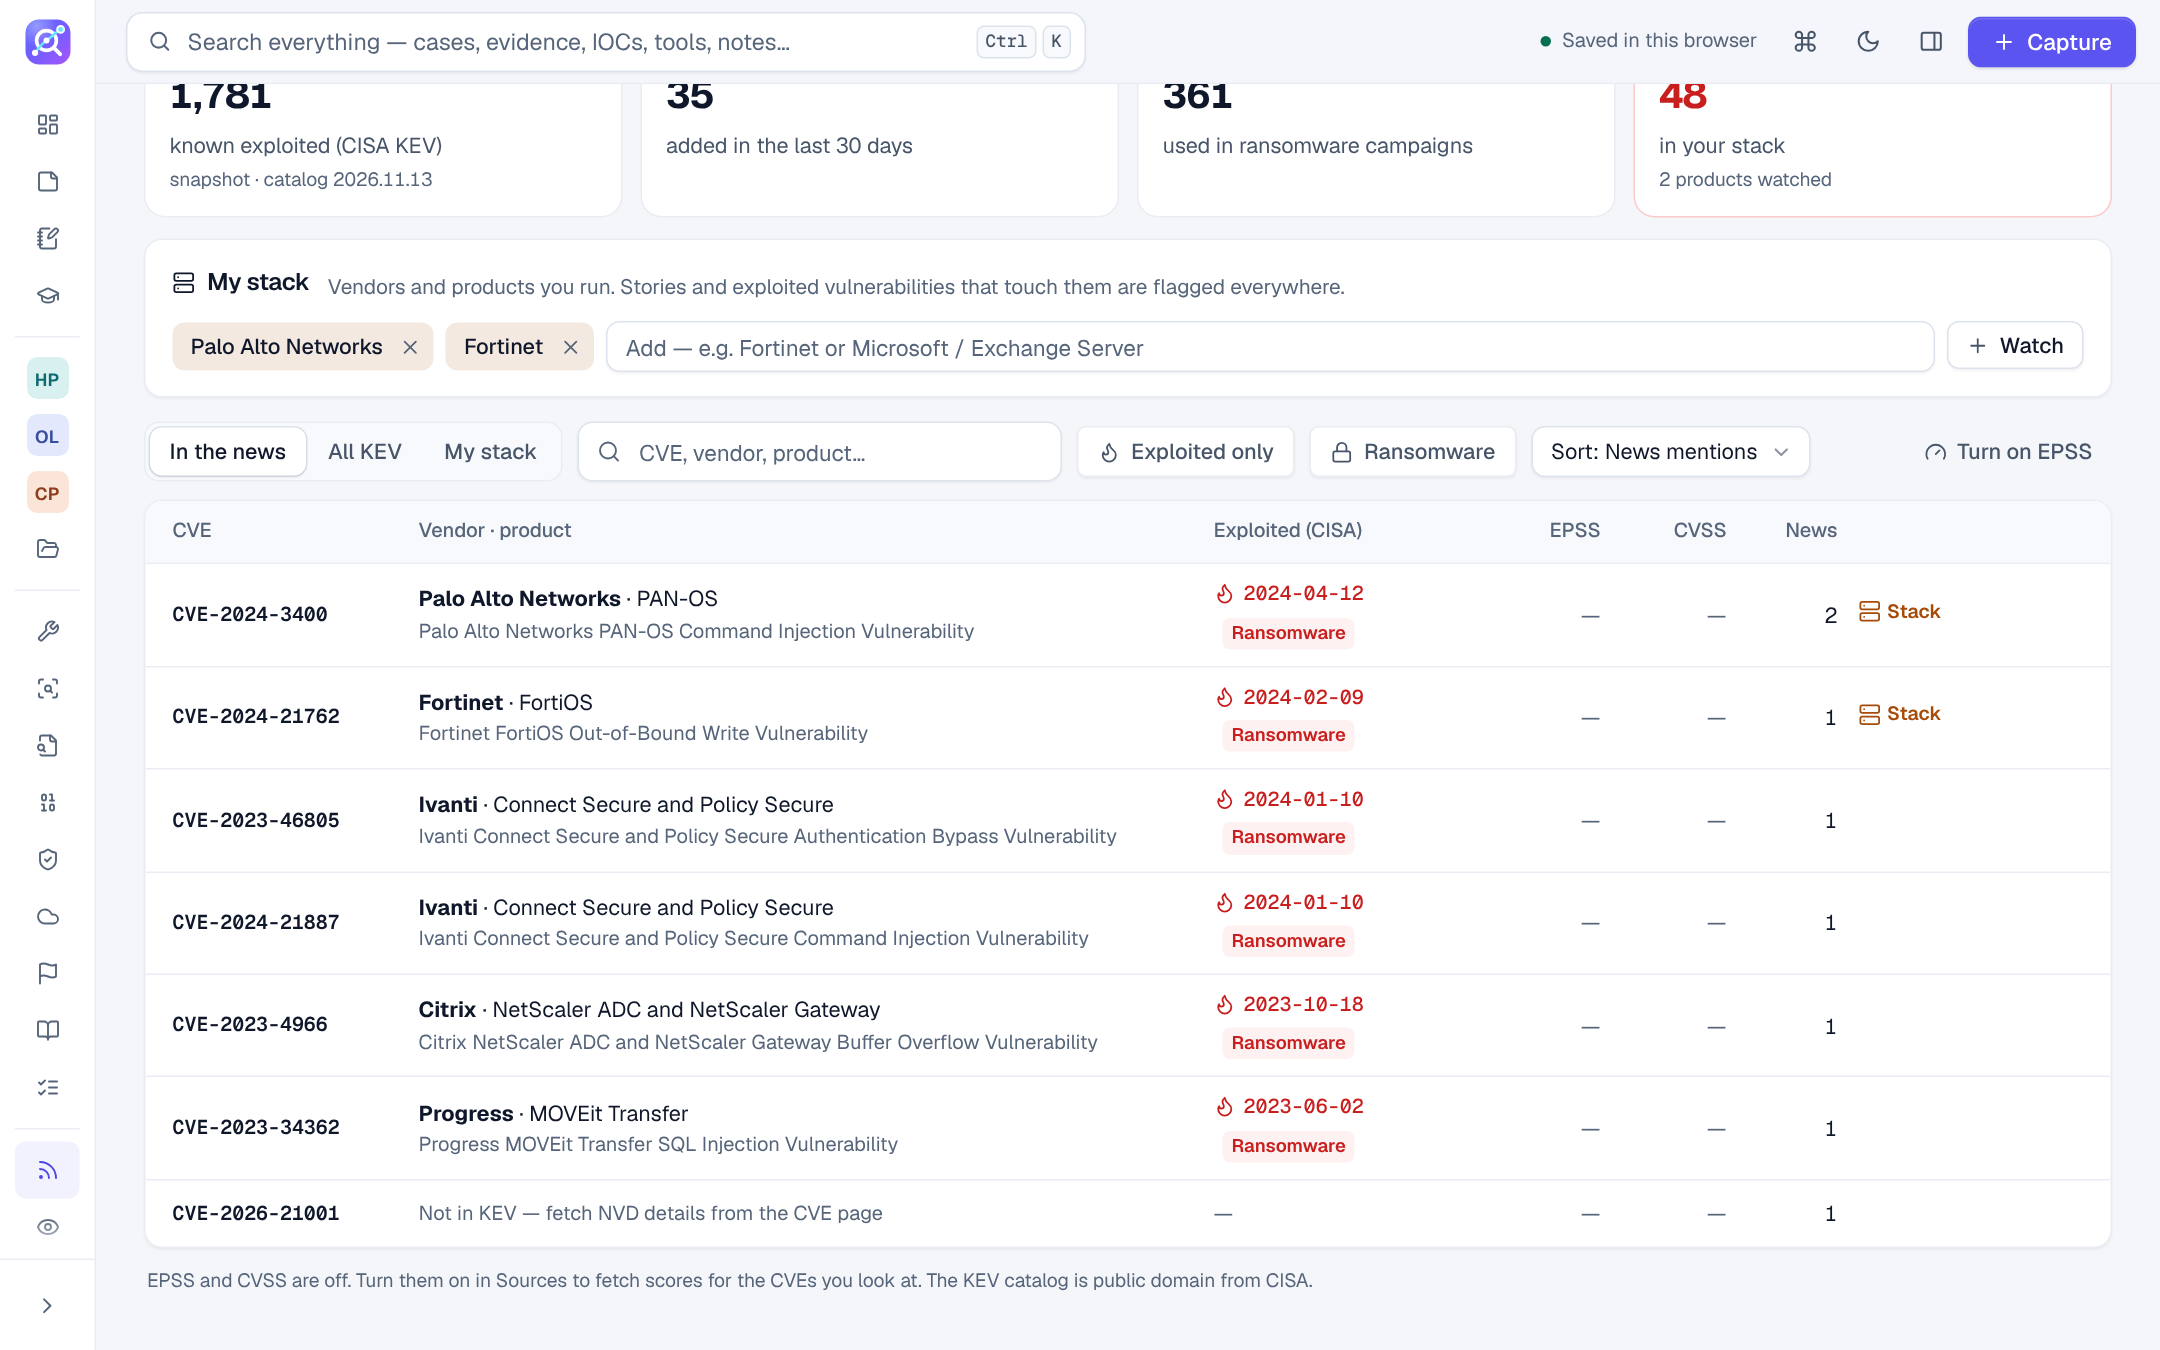 Search everything — cases, evidence, IOCs, tools, notes...
Ctrl K
Saved in this browser
Capture
1,781
known exploited (CISA KEV)
snapshot · catalog 2026.11.13
35
added in the last 30 days
361
used in ransomware campaigns
48
in your stack
2 products watched
HP
OL
CP
My stack Vendors and products you run. Stories and exploited vulnerabilities that touch them are flagged everywhere.
Palo Alto Networks Fortinet Add — e.g. Fortinet or Microsoft / Exchange Server Watch
In the news All KEV My stack CVE, vendor, product... Exploited only Ransomware Sort: News mentions Turn on EPSS
CVE Vendor · product Exploited (CISA) EPSS CVSS News
CVE-2024-3400 Palo Alto Networks · PAN-OS 2024-04-12 — — 2 Stack
Palo Alto Networks PAN-OS Command Injection Vulnerability Ransomware
CVE-2024-21762 Fortinet · FortiOS 2024-02-09 — — 1 Stack
Fortinet FortiOS Out-of-Bound Write Vulnerability Ransomware
CVE-2023-46805 Ivanti · Connect Secure and Policy Secure 2024-01-10 — — 1
Ivanti Connect Secure and Policy Secure Authentication Bypass Vulnerability Ransomware
CVE-2024-21887 Ivanti · Connect Secure and Policy Secure 2024-01-10 — — 1
Ivanti Connect Secure and Policy Secure Command Injection Vulnerability Ransomware
CVE-2023-4966 Citrix · NetScaler ADC and NetScaler Gateway 2023-10-18 — — 1
Citrix NetScaler ADC and NetScaler Gateway Buffer Overflow Vulnerability Ransomware
CVE-2023-34362 Progress · MOVEit Transfer 2023-06-02 — — 1
Progress MOVEit Transfer SQL Injection Vulnerability Ransomware
CVE-2026-21001 Not in KEV — fetch NVD details from the CVE page — — — 1
EPSS and CVSS are off. Turn them on in Sources to fetch scores for the CVEs you look at. The KEV catalog is public domain from CISA.